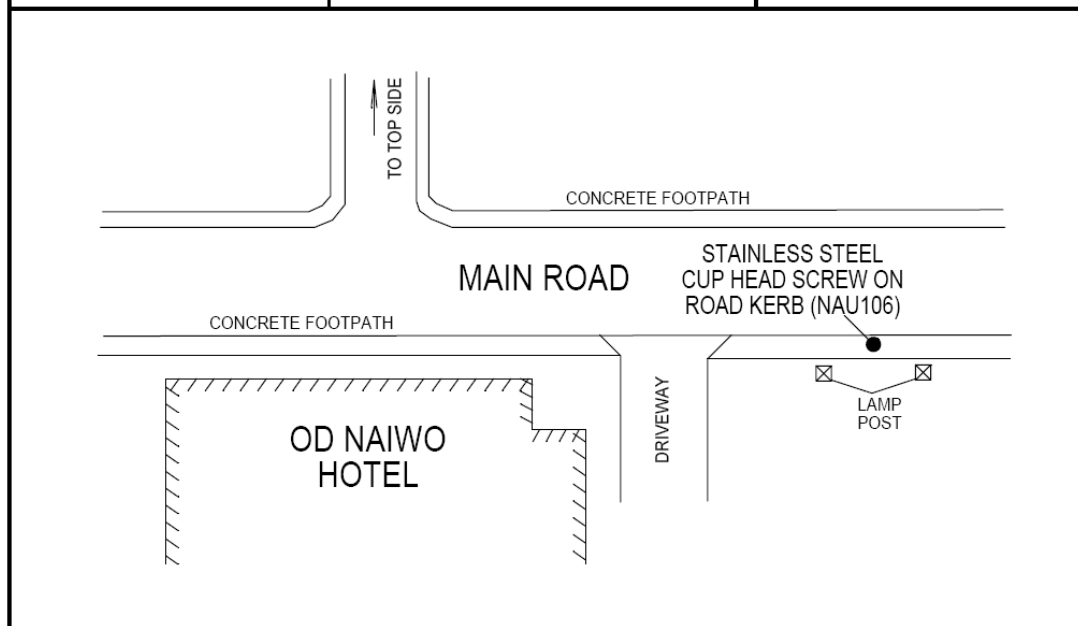 TO TOP SIDE
CONCRETE FOOTPATH
MAIN ROAD
STAINLESS STEEL
CUP HEAD SCREW ON
ROAD KERB (NAU106)
CONCRETE FOOTPATH
OD NAIWO
HOTEL
DRIVEWAY
LAMP
POST